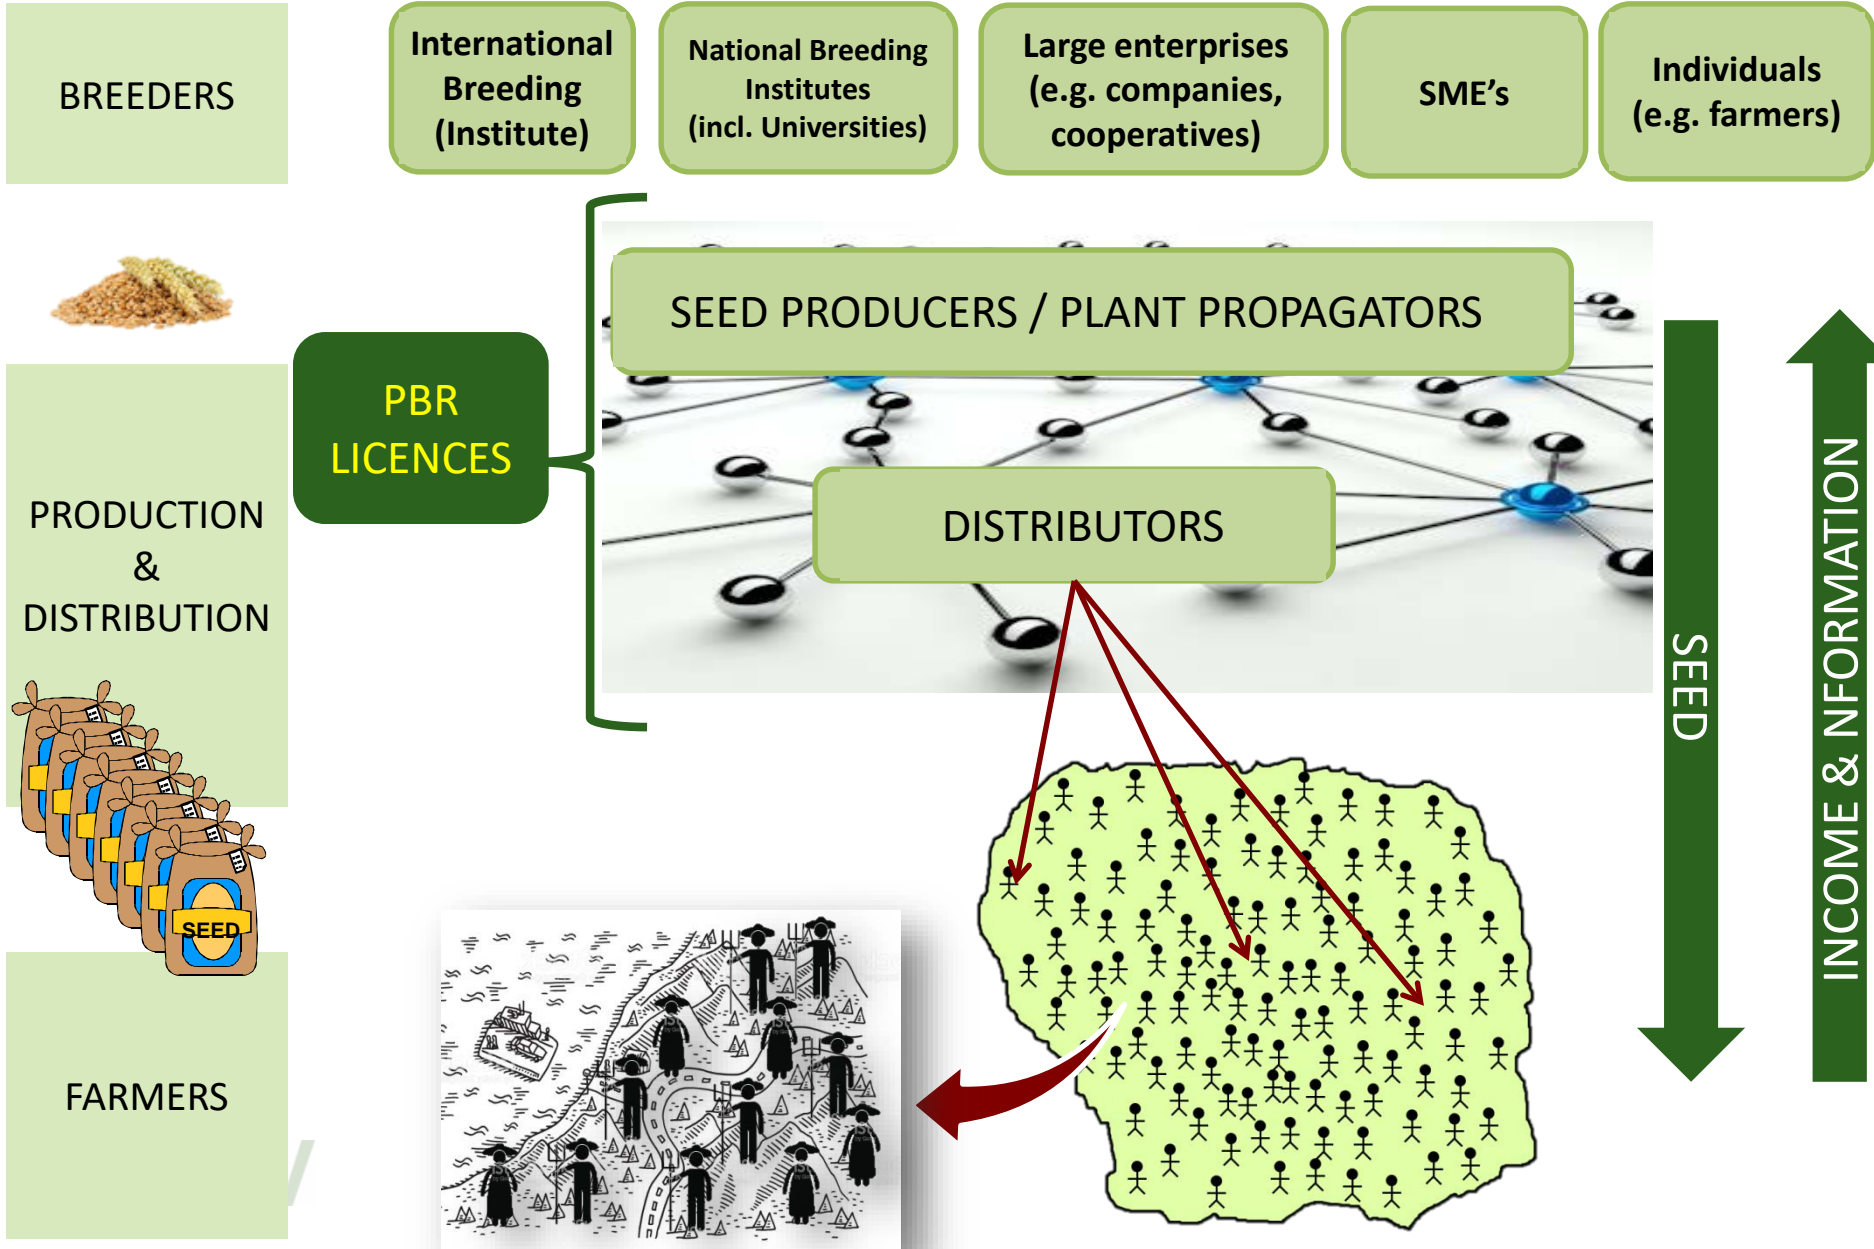 BREEDERS
International
Breeding
(Institute)
National Breeding
Institutes
(incl. Universities)
Large enterprises
(e.g. companies,
cooperatives)
SME's
Individuals
(e.g. farmers)
SEED PRODUCERS / PLANT PROPAGATORS
PBR
LICENCES
DISTRIBUTORS
PRODUCTION
&
DISTRIBUTION
SEED
INCOME & NFORMATION
SEED
FARMERS